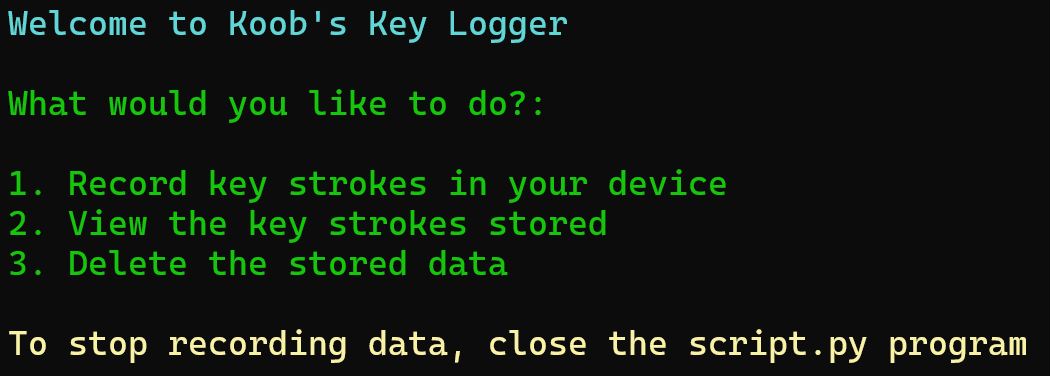 Welcome to Koob's Key Logger
What would you like to do?:
1. Record key strokes in your device
2. View the key strokes stored
3. Delete the stored data
To stop recording data, close the script.py program